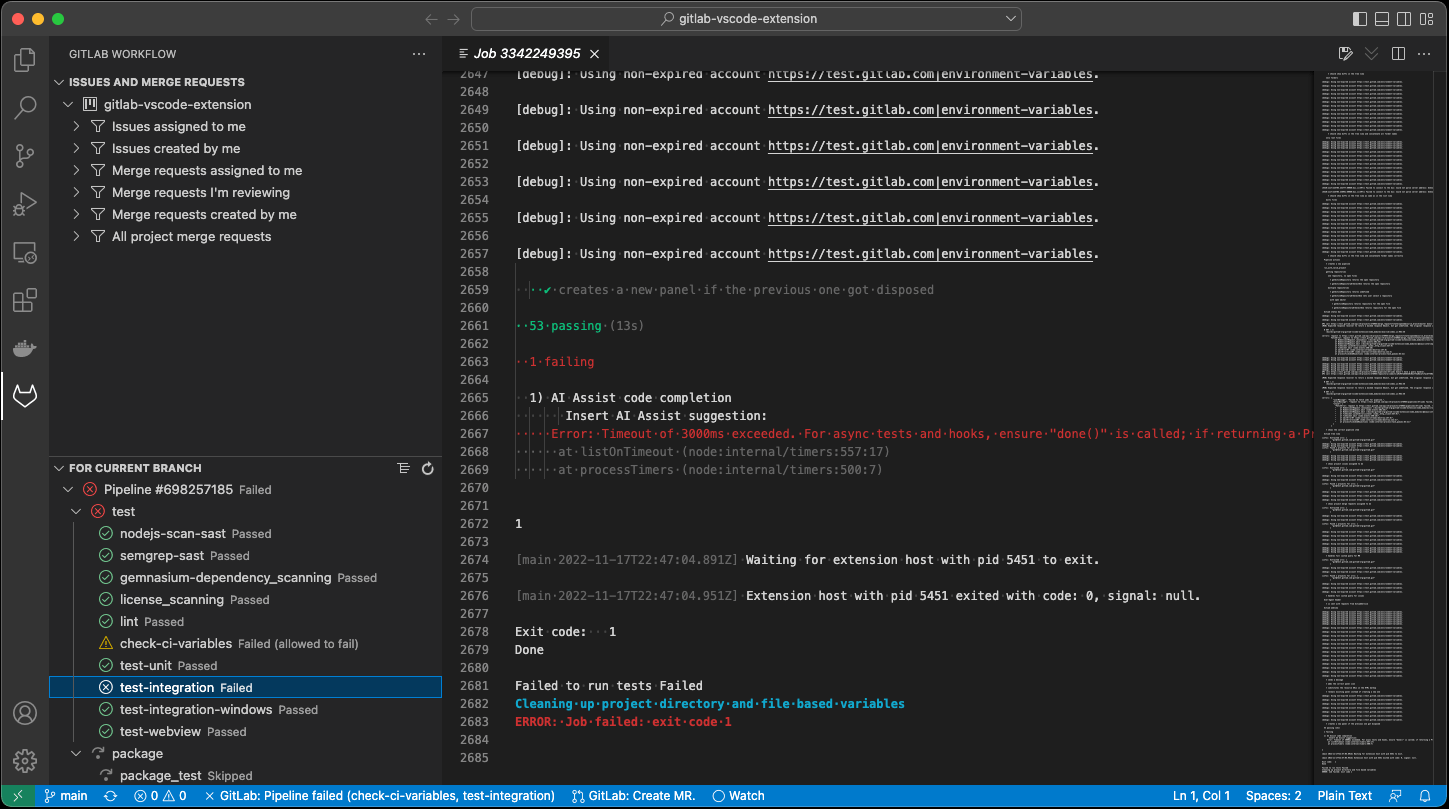 gitlab-vscode-extension
GITLAB WORKFLOW
ISSUES AND MERGE REQUESTS
gitlab-vscode-extension
Issues assigned to me
Issues created by me
Merge requests assigned to me
Merge requests I'm reviewing
Merge requests created by me
All project merge requests
FOR CURRENT BRANCH
Pipeline #698257185 Failed
test
nodejs-scan-sast Passed
semgrep-sast Passed
gemnasium-dependency_scanning Passed
license_scanning Passed
lint Passed
check-ci-variables Failed (allowed to fail)
test-unit Passed
test-integration Failed
test-integration-windows Passed
test-webview Passed
package
package_test Skipped
Job 3342249395
2647 [debug]: Using non-expired account https://test.gitlab.com|environment-variables.
2648
2649 [debug]: Using non-expired account https://test.gitlab.com|environment-variables.
2650
2651 [debug]: Using non-expired account https://test.gitlab.com|environment-variables.
2652
2653 [debug]: Using non-expired account https://test.gitlab.com|environment-variables.
2654
2655 [debug]: Using non-expired account https://test.gitlab.com|environment-variables.
2656
2657 [debug]: Using non-expired account https://test.gitlab.com|environment-variables.
2658
2659 ✔ creates a new panel if the previous one got disposed
2660
2661 53 passing (13s)
2662
2663 1 failing
2664
2665 1) AI Assist code completion
2666 Insert AI Assist suggestion:
2667 Error: Timeout of 3000ms exceeded. For async tests and hooks, ensure "done()" is called; if returning a Pr
2668 at listOnTimeout (node:internal/timers:557:17)
2669 at processTimers (node:internal/timers:500:7)
2670
2671
2672 1
2673
2674 [main 2022-11-17T22:47:04.891Z] Waiting for extension host with pid 5451 to exit.
2675
2676 [main 2022-11-17T22:47:04.951Z] Extension host with pid 5451 exited with code: 0, signal: null.
2677
2678 Exit code: 1
2679 Done
2680
2681 Failed to run tests Failed
2682 Cleaning up project directory and file based variables
2683 ERROR: Job failed: exit code 1
2684
2685
main 0 0 GitLab: Pipeline failed (check-ci-variables, test-integration) GitLab: Create MR. Watch Ln 1, Col 1 Spaces: 2 Plain Text